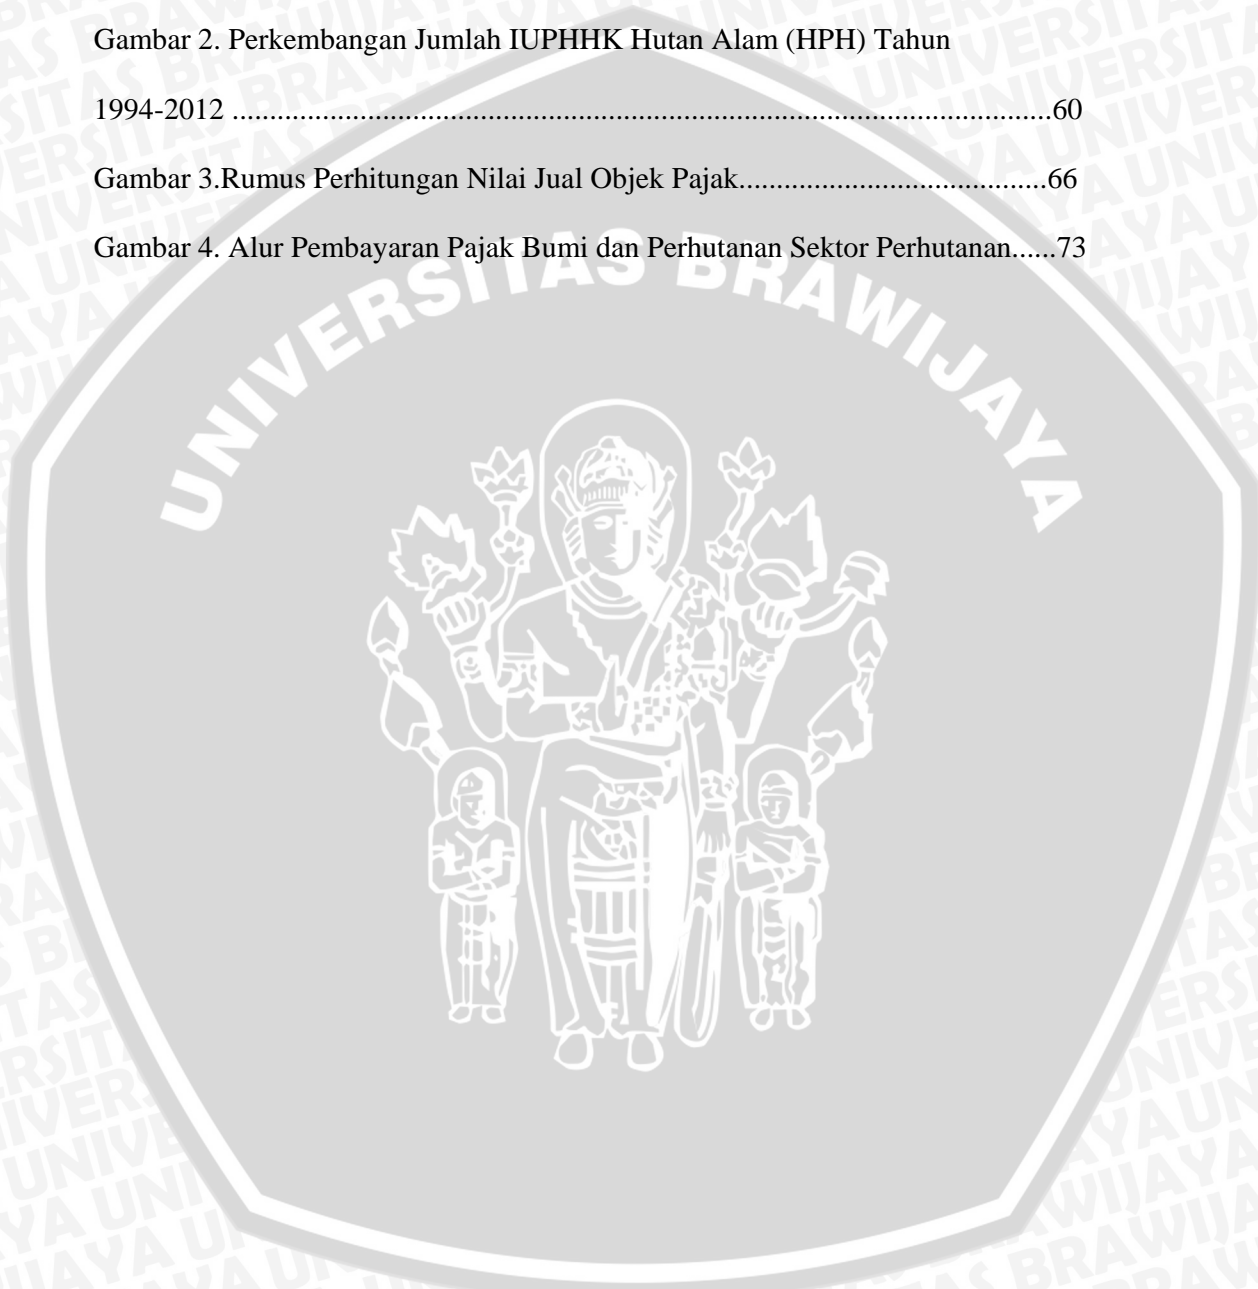 Gambar 2. Perkembangan Jumlah IUPHHK Hutan Alam (HPH) Tahun
1994-2012 .............................................................................................................60
Gambar 3.Rumus Perhitungan Nilai Jual Objek Pajak.........................................66
Gambar 4. Alur Pembayaran Pajak Bumi dan Perhutanan Sektor Perhutanan......73
UNIVERSITAS BRAWIJAYA